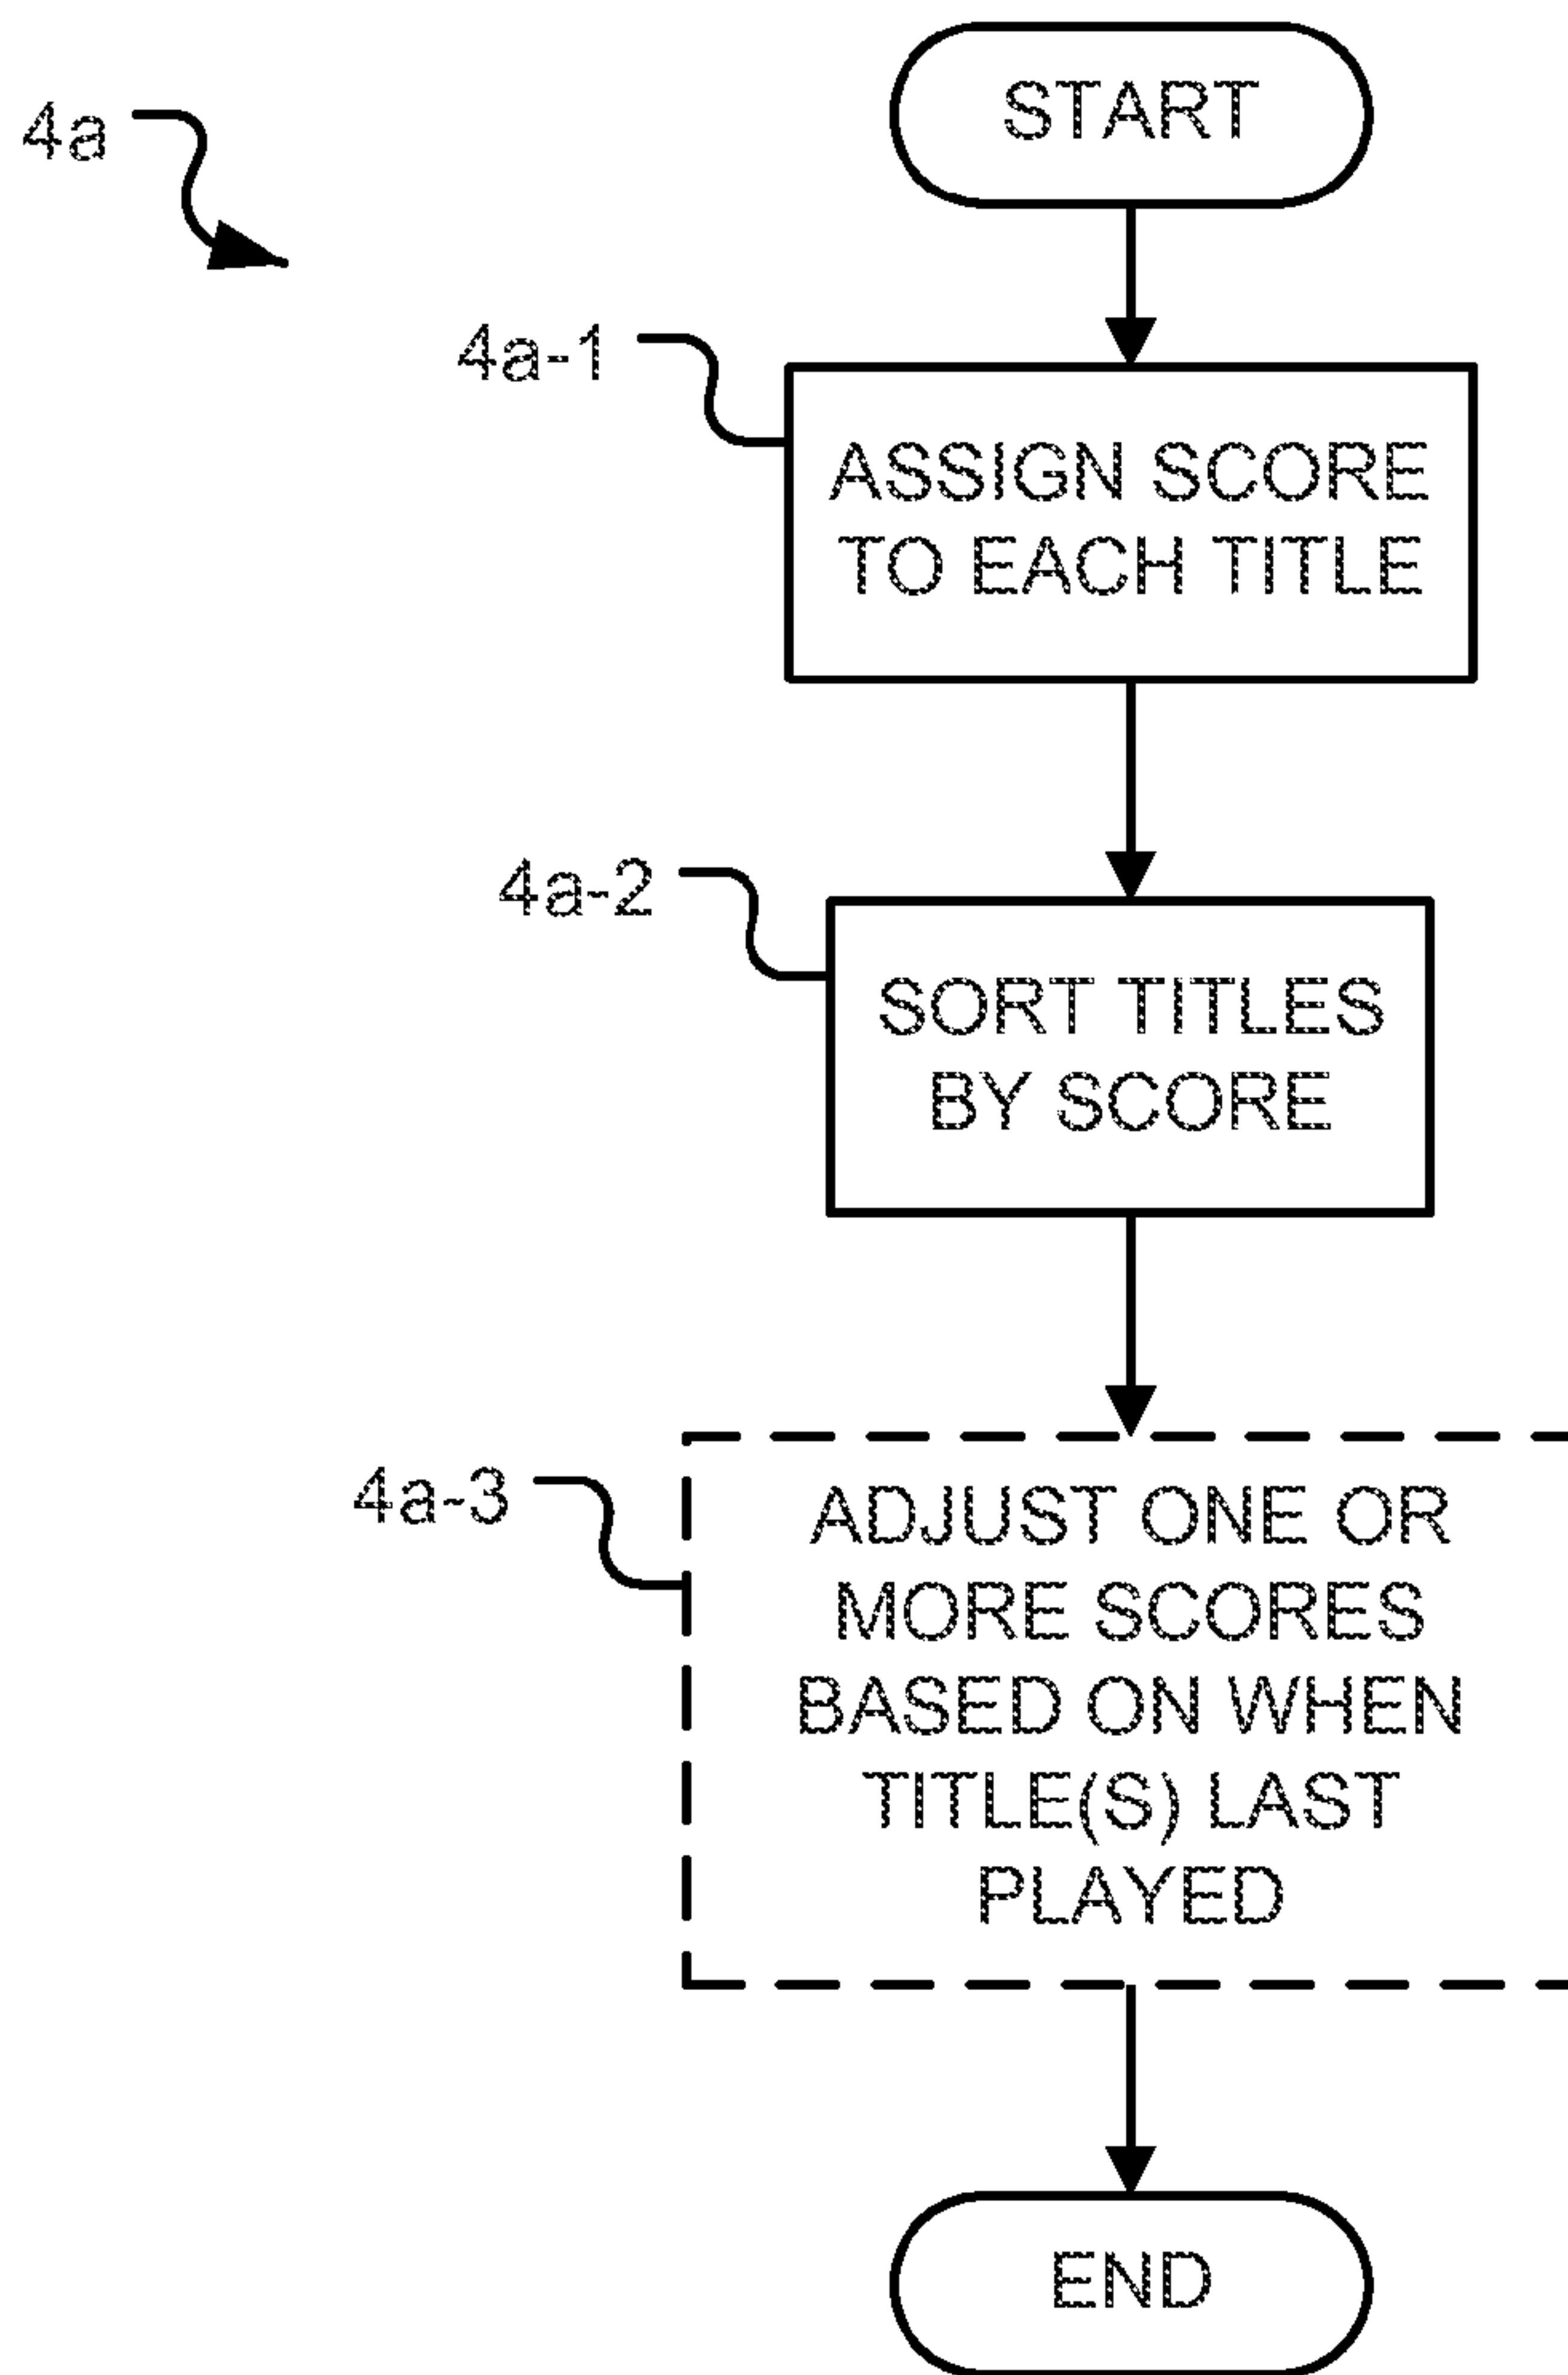 START
4a
4a-1
ASSIGN SCORE
TO EACH TITLE
4a-2
SORT TITLES
BY SCORE
4a-3
ADJUST ONE OR
MORE SCORES
BASED ON WHEN
TITLE(S) LAST
PLAYED
END